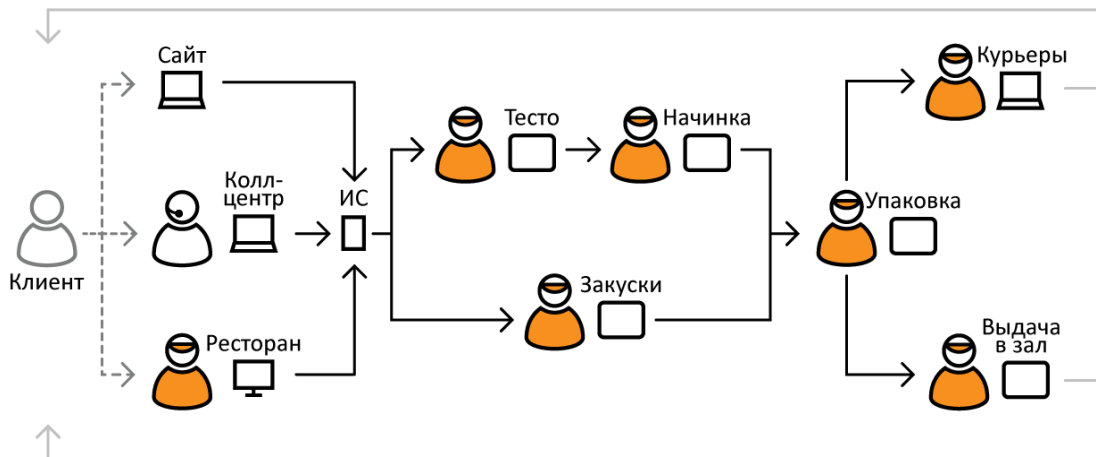 Сайт
Курьеры
Тесто
Начинка
Колл-
центр
ИС
Упаковка
Клиент
Закуски
Ресторан
Выдача
в зал